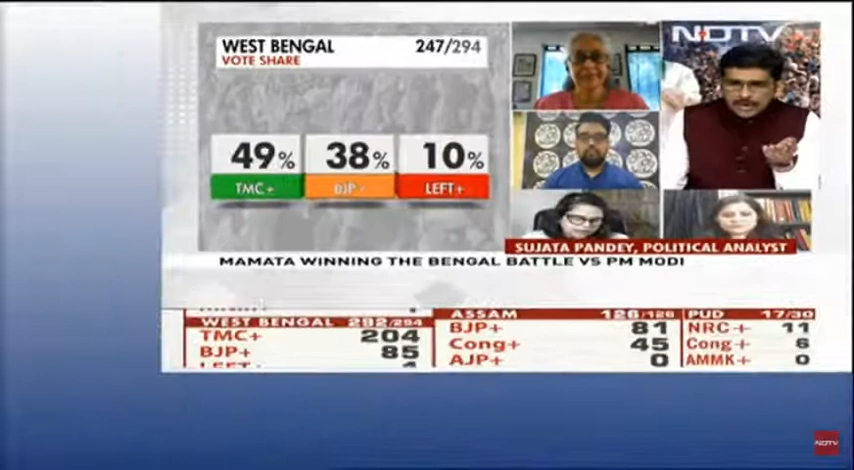 WEST BENGAL 247/294
VOTE SHARE
49% 38% 10%
TMC+ BJP+ LEFT+
NDTV
SUJATA PANDEY, POLITICAL ANALYST
MAMATA WINNING THE BENGAL BATTLE VS PM MODI
WEST BENGAL 292/294
TMC+ 204
BJP+ 85
LEFT+
ASSAM 126/126
BJP+ 81
Cong+ 45
AJP+ 0
PUD 17/30
NRC+ 11
Cong+ 6
AMMK+ 0
NDTV